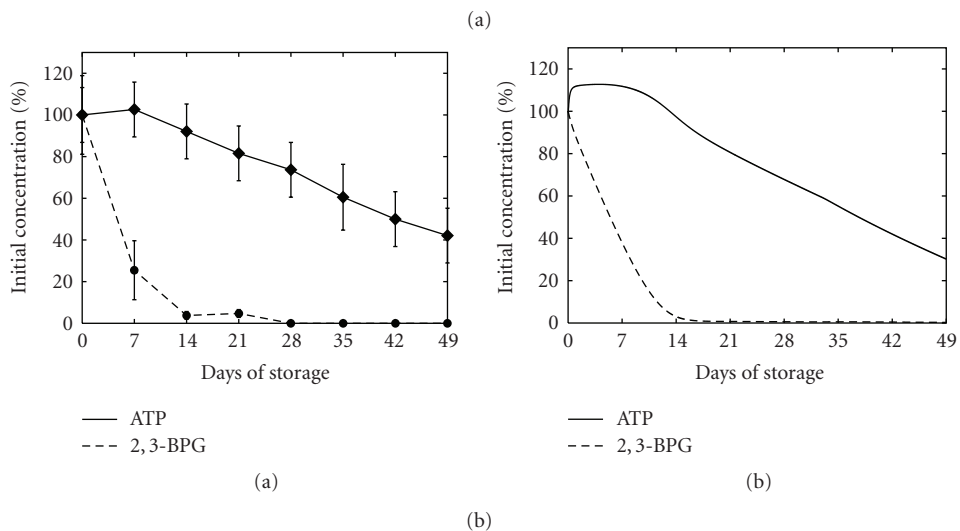 (a)
120
100
80
60
40
20
0
Initial concentration (%)
0 7 14 21 28 35 42 49
Days of storage
ATP
2, 3-BPG
(a)
120
100
80
60
40
20
0
Initial concentration (%)
0 7 14 21 28 35 42 49
Days of storage
ATP
2, 3-BPG
(b)
(b)